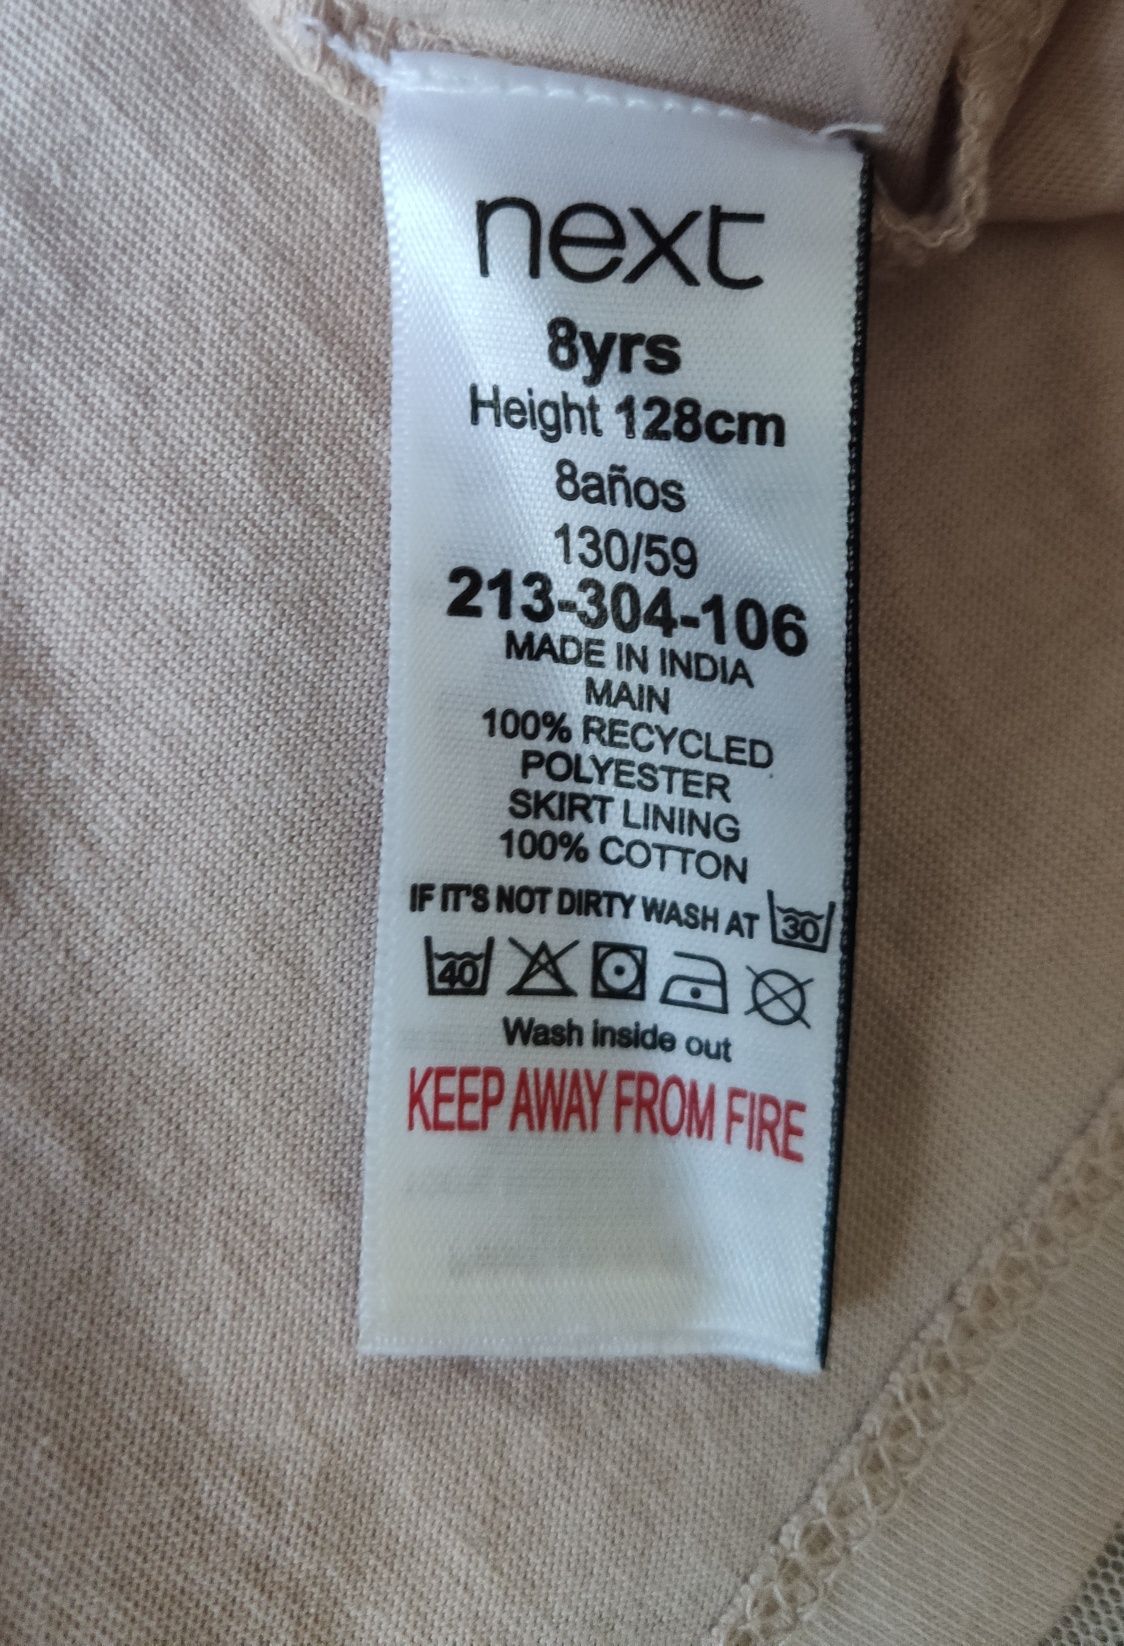 next
8yrs
Height 128cm
8años
130/59
213-304-106
MADE IN INDIA
MAIN
100% RECYCLED
POLYESTER
SKIRT LINING
100% COTTON
IF IT'S NOT DIRTY WASH AT 30
40
Wash inside out
KEEP AWAY FROM FIRE